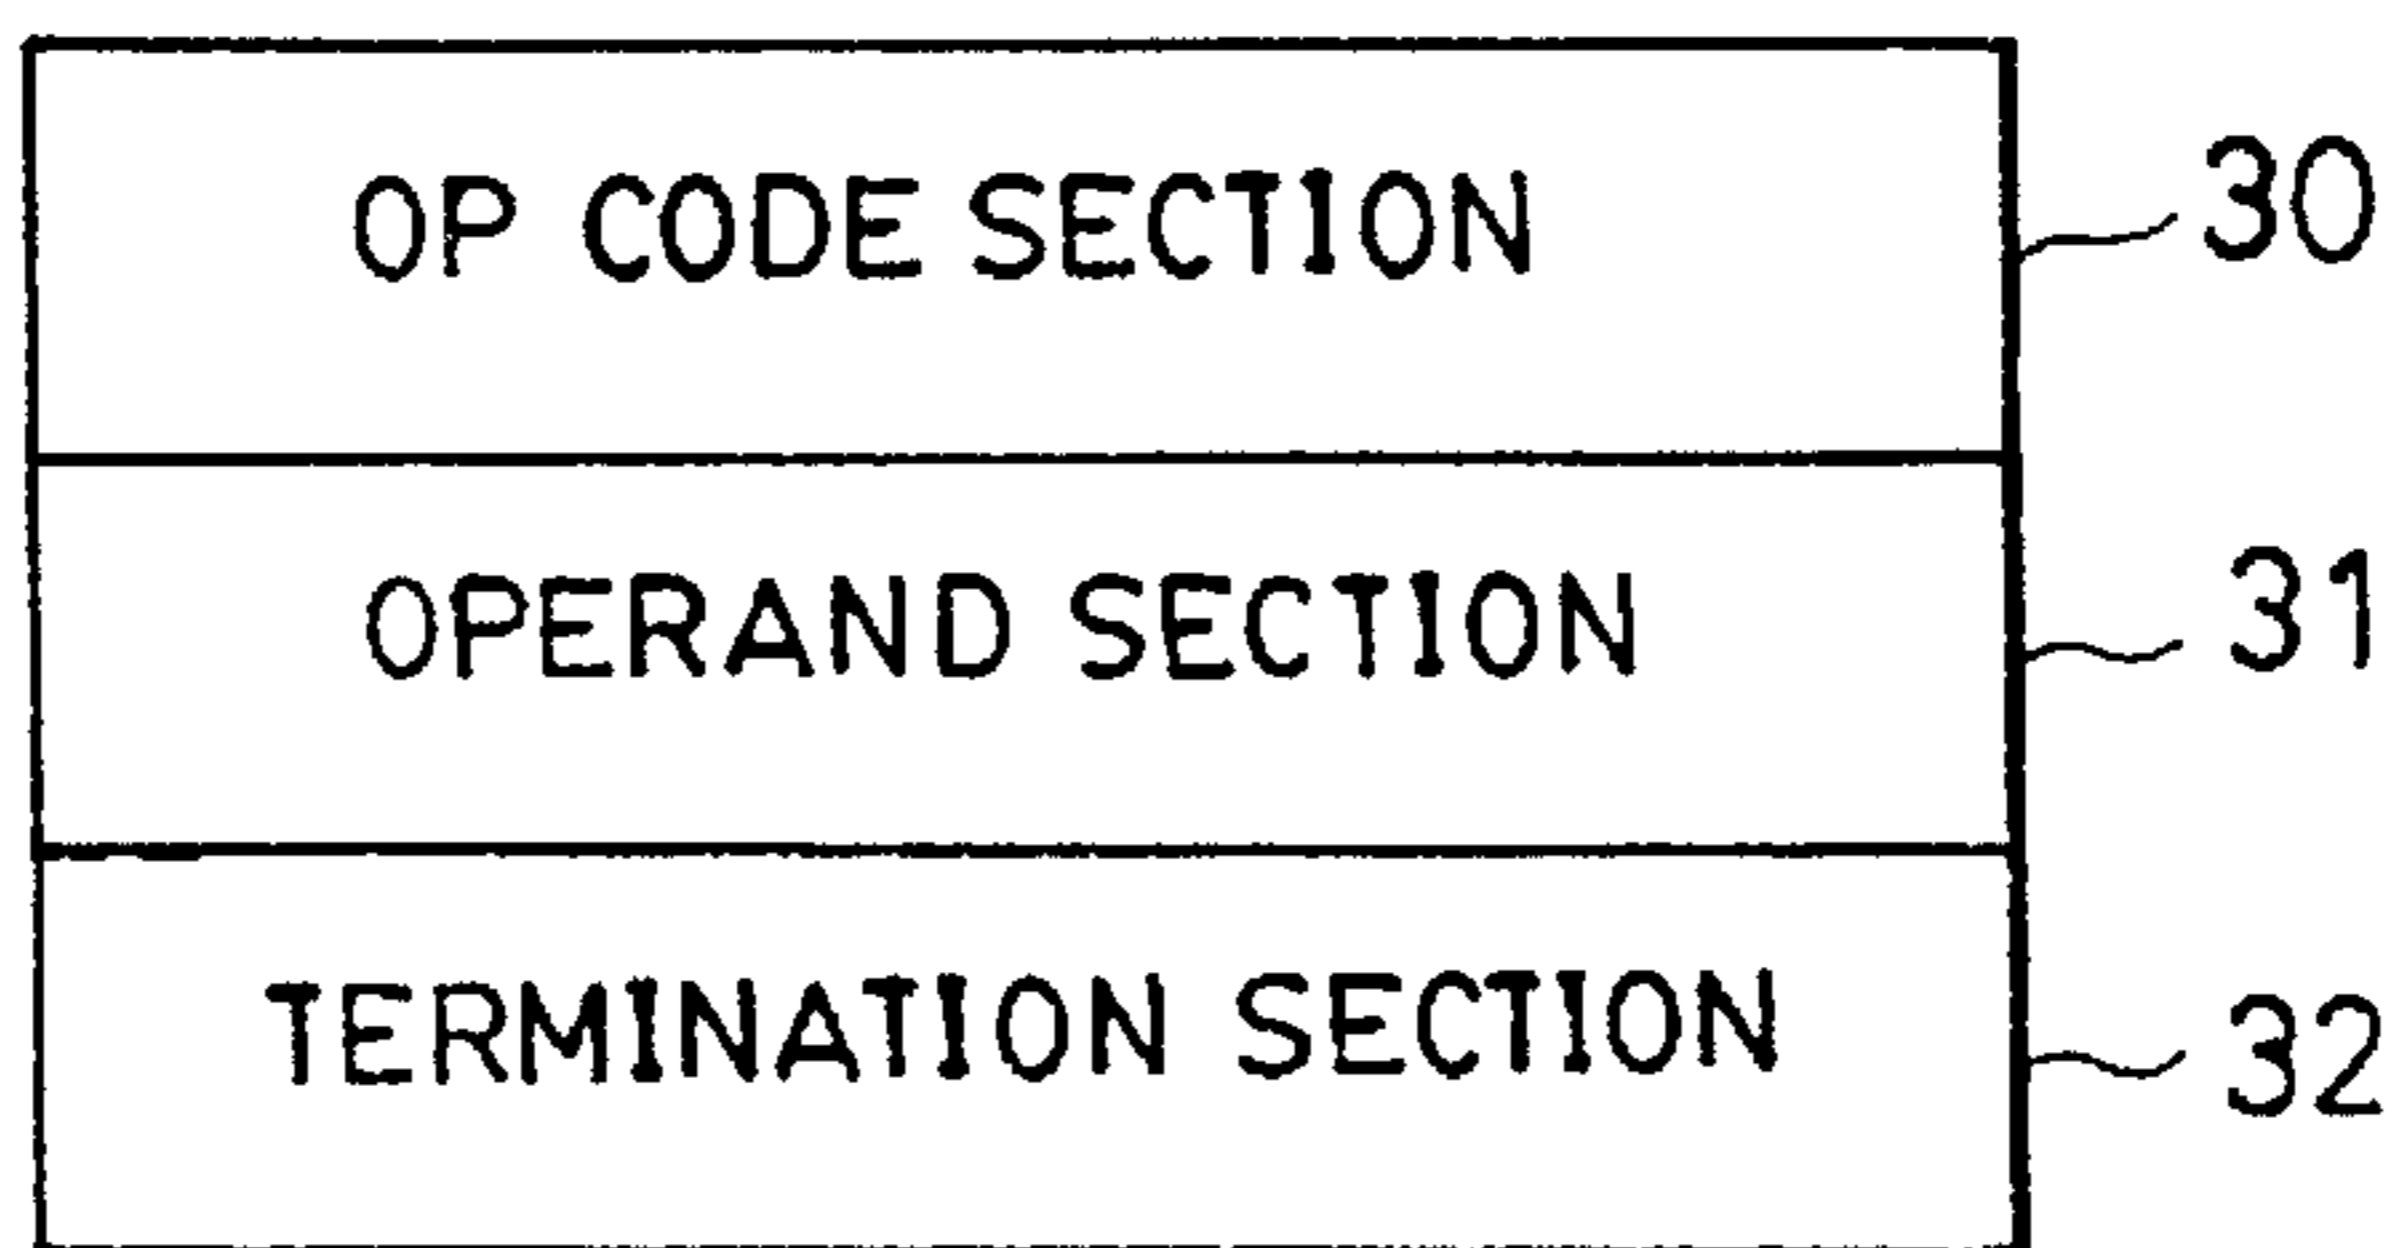 OP CODE SECTION 30
OPERAND SECTION 31
TERMINATION SECTION 32